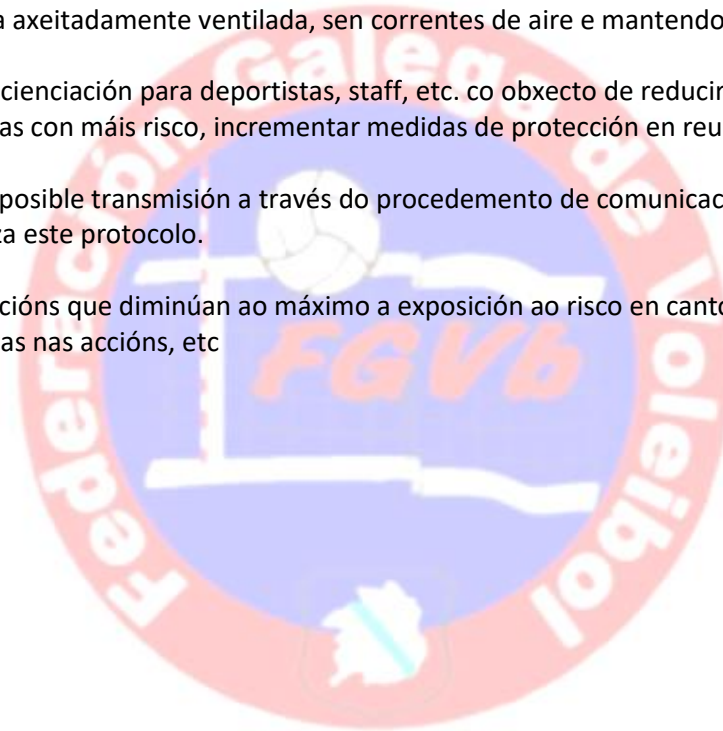 a axeitadamente ventilada, sen correntes de aire e mantendo
cienciación para deportistas, staff, etc. co obxecto de reducir
as con máis risco, incrementar medidas de protección en reu
posible transmisión a través do procedemento de comunicac
za este protocolo.
cións que diminúan ao máximo a exposición ao risco en canto
as nas accións, etc
Federación Galega de Voleibol
FGVb